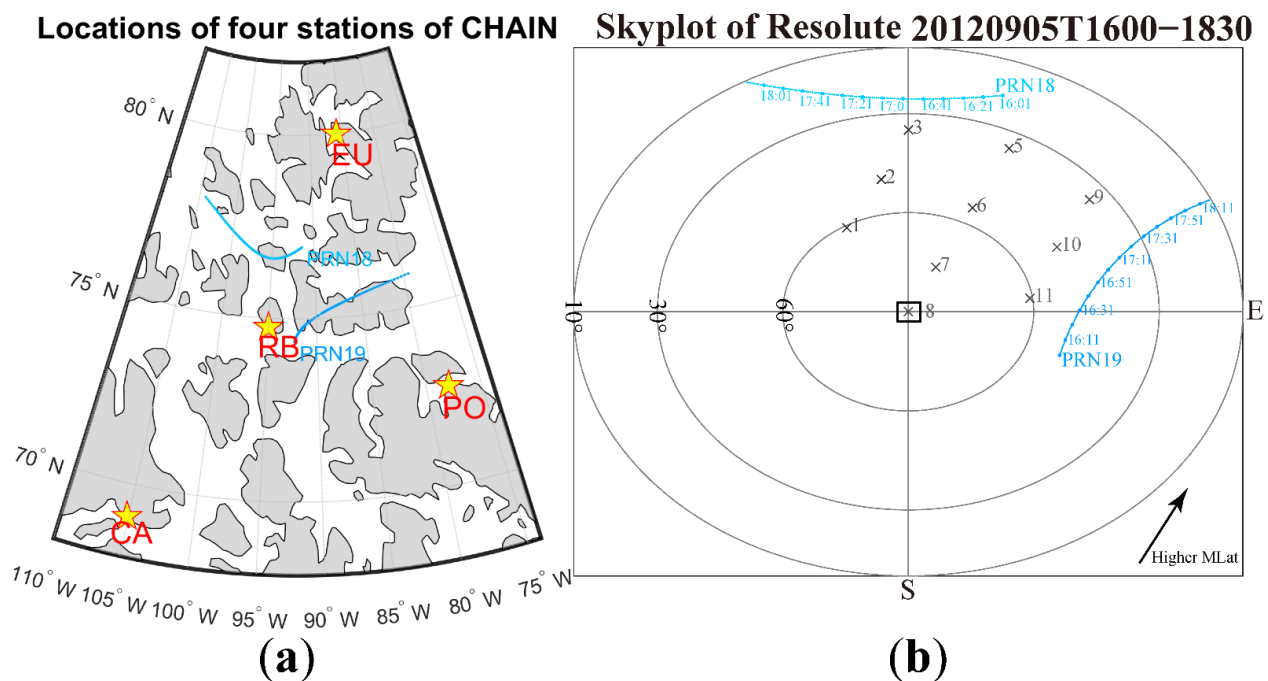 Locations of four stations of CHAIN
80° N
75° N
70° N
EU
PRN18
RB
PRN19
PO
CA
110° W
105° W
100° W
95° W
90° W
85° W
80° W
75° W
(a)
Skyplot of Resolute 20120905T1600−1830
PRN18
18:01
17:41
17:21
17:0
16:41
16:21
16:01
3
5
2
9
6
1
10
7
11
8
18:11
17:51
17:31
17:11
16:51
16:31
16:11
PRN19
10°
30°
60°
E
Higher MLat
S
(b)